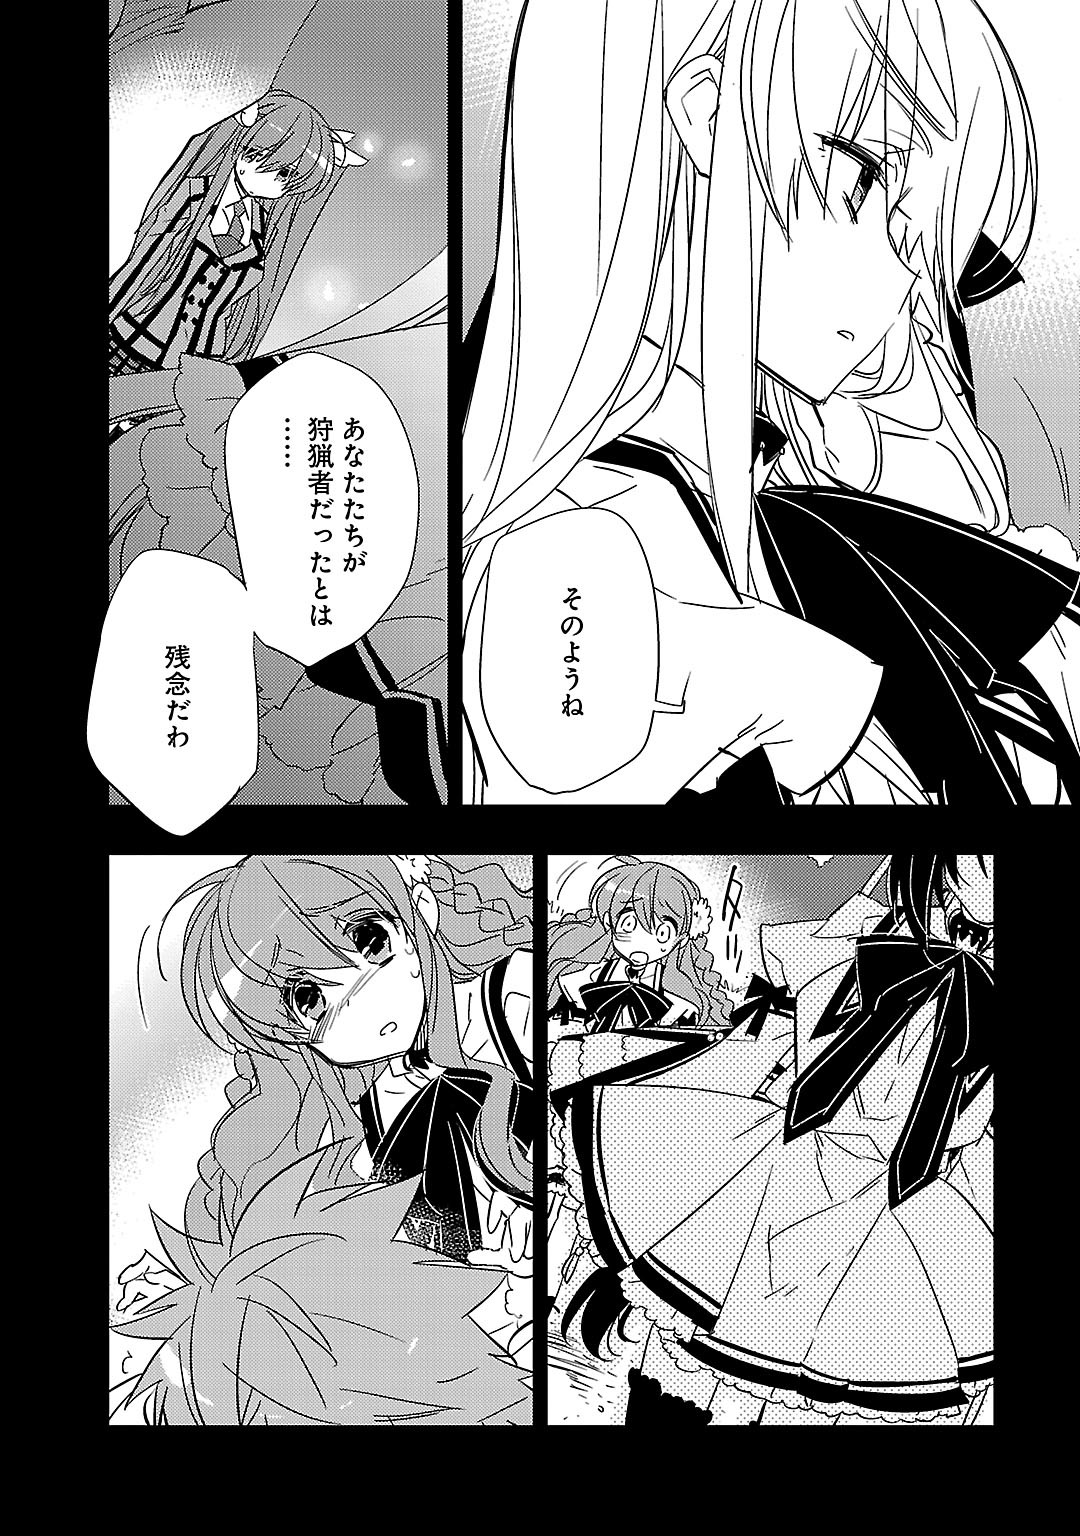 そのようね
あなたたちが
狩猟者だったとは
……
残念だわ
タ